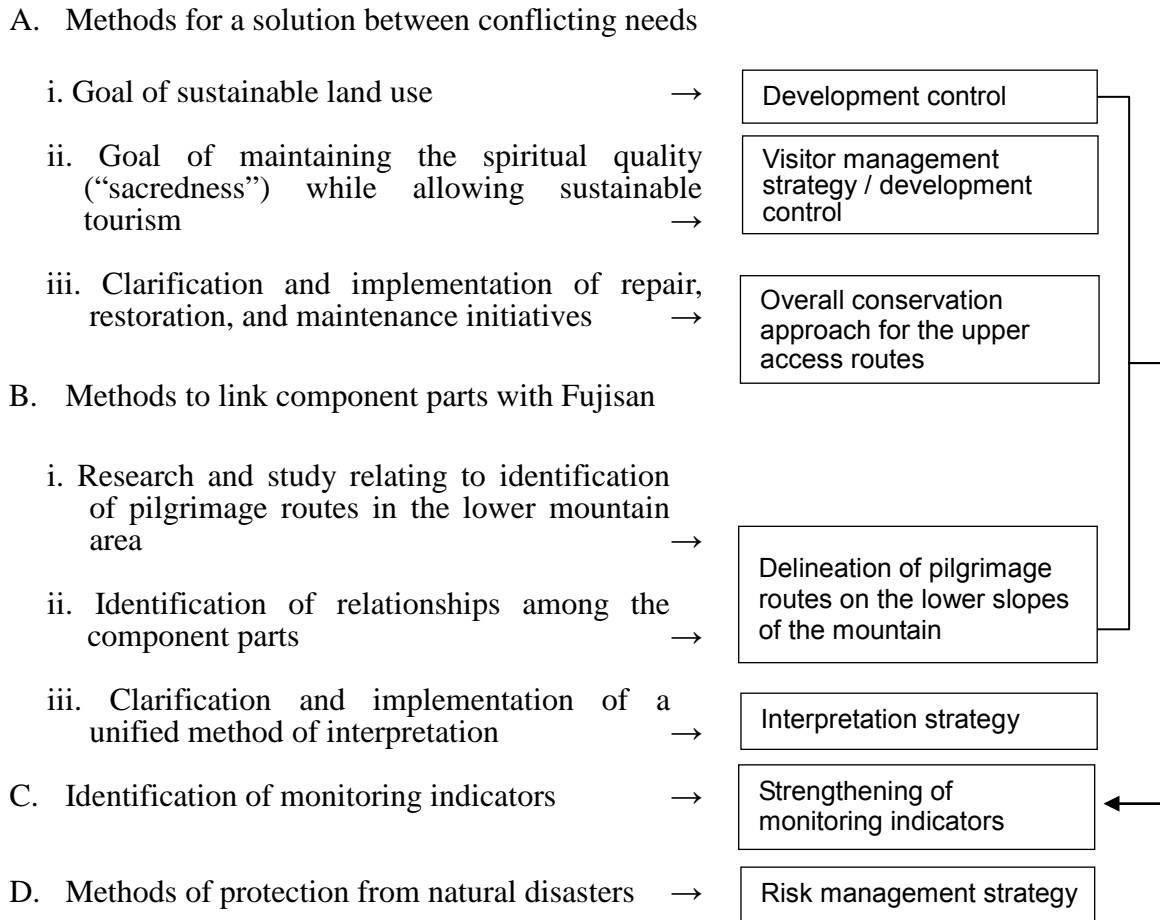 A. Methods for a solution between conflicting needs
i. Goal of sustainable land use →
Development control
ii. Goal of maintaining the spiritual quality
(“sacredness”) while allowing sustainable
tourism →
Visitor management
strategy / development
control
iii. Clarification and implementation of repair,
restoration, and maintenance initiatives →
Overall conservation
approach for the upper
access routes
B. Methods to link component parts with Fujisan
i. Research and study relating to identification
of pilgrimage routes in the lower mountain
area →
ii. Identification of relationships among the
component parts →
Delineation of pilgrimage
routes on the lower slopes
of the mountain
iii. Clarification and implementation of a
unified method of interpretation →
Interpretation strategy
C. Identification of monitoring indicators →
Strengthening of
monitoring indicators
D. Methods of protection from natural disasters →
Risk management strategy